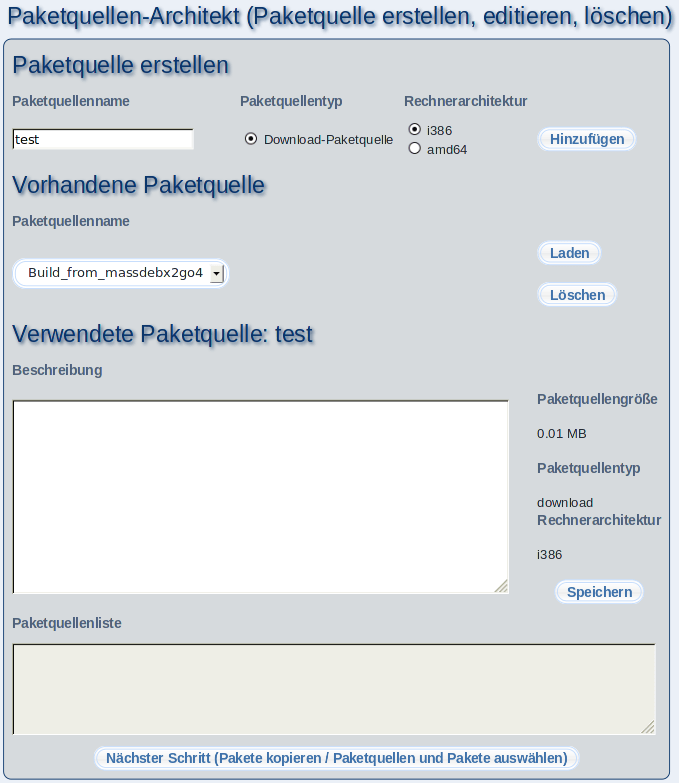 Paketquellen-Architekt (Paketquelle erstellen, editieren, löschen)
Paketquelle erstellen
Paketquellenname Paketquellentyp Rechnerarchitektur
test Download-Paketquelle i386 Hinzufügen
amd64
Vorhandene Paketquelle
Paketquellenname
Laden
Build_from_massdebx2go4
Löschen
Verwendete Paketquelle: test
Beschreibung
Paketquellengröße
0.01 MB
Paketquellentyp
download
Rechnerarchitektur
i386
Speichern
Paketquellenliste
Nächster Schritt (Pakete kopieren / Paketquellen und Pakete auswählen)